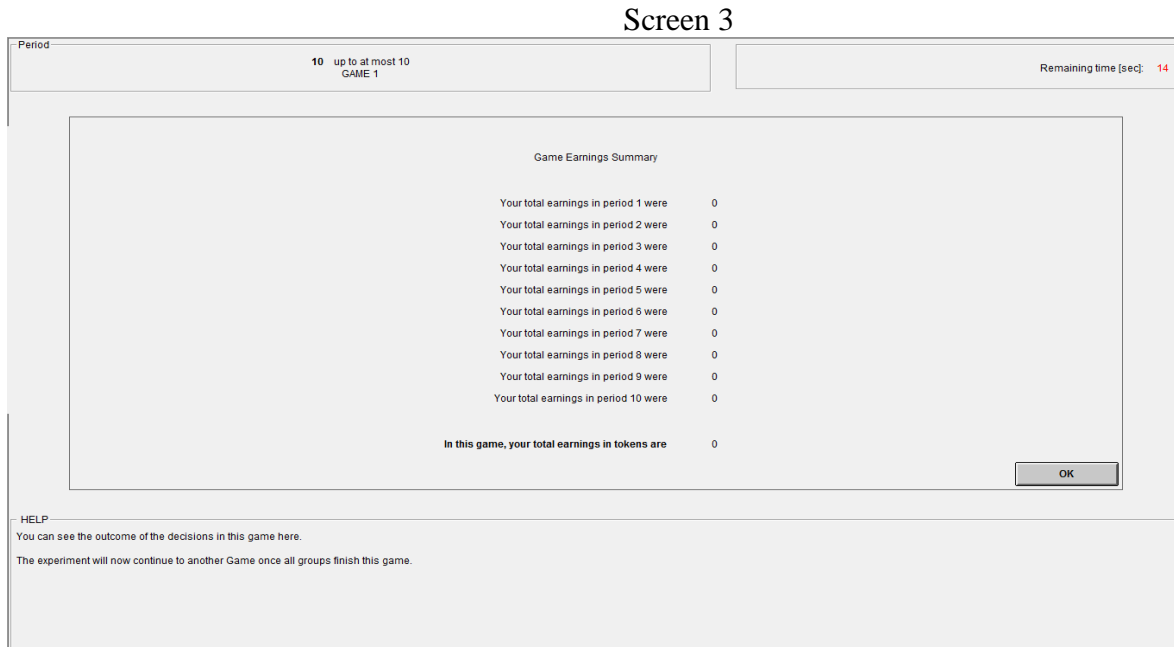 Screen 3
Period
10 up to at most 10
GAME 1
Remaining time [sec]: 14
Game Earnings Summary
Your total earnings in period 1 were 0
Your total earnings in period 2 were 0
Your total earnings in period 3 were 0
Your total earnings in period 4 were 0
Your total earnings in period 5 were 0
Your total earnings in period 6 were 0
Your total earnings in period 7 were 0
Your total earnings in period 8 were 0
Your total earnings in period 9 were 0
Your total earnings in period 10 were 0
In this game, your total earnings in tokens are 0
OK
HELP
You can see the outcome of the decisions in this game here.
The experiment will now continue to another Game once all groups finish this game.